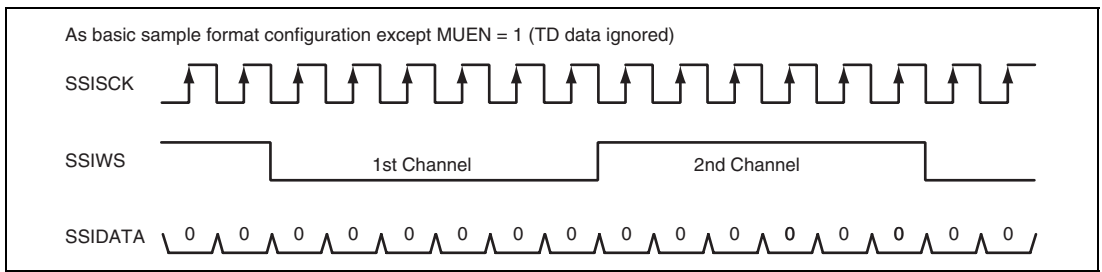 As basic sample format configuration except MUEN = 1 (TD data ignored)
SSISCK
SSIWS 1st Channel 2nd Channel
SSIDATA 0 0 0 0 0 0 0 0 0 0 0 0 0 0 0 0